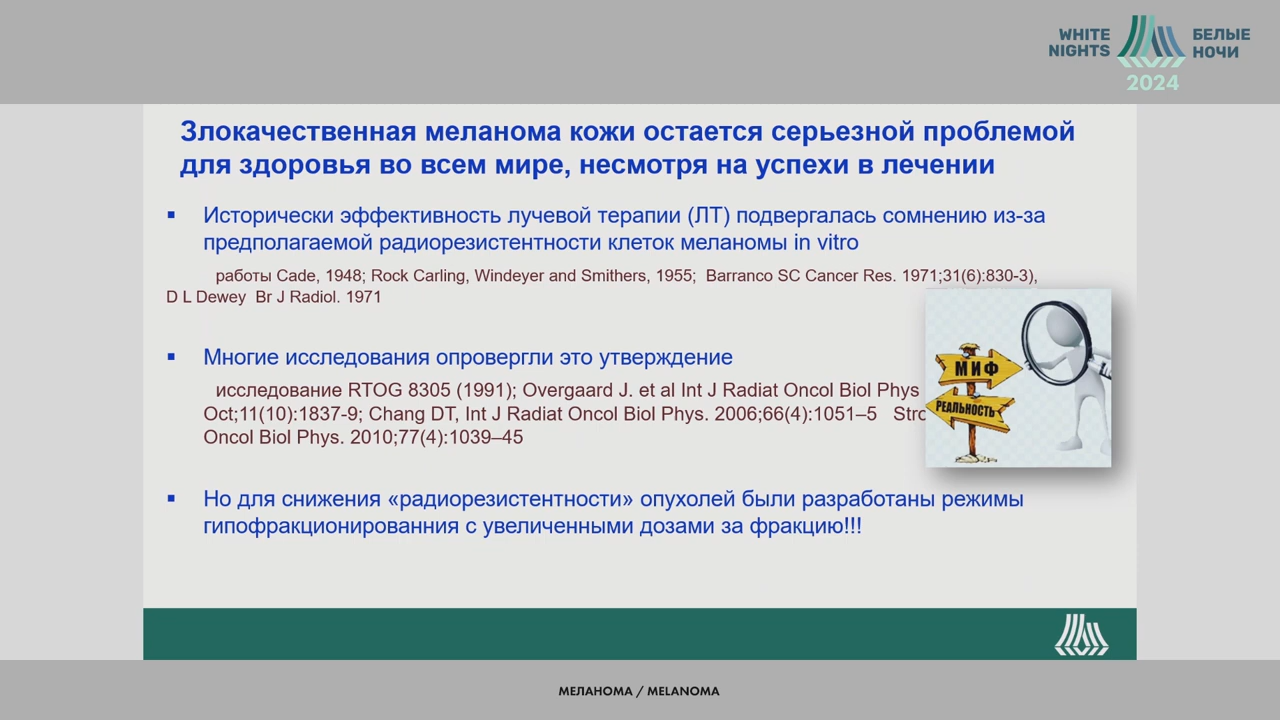 WHITE NIGHTS
БЕЛЫЕ НОЧИ
2024
Злокачественная меланома кожи остается серьезной проблемой
для здоровья во всем мире, несмотря на успехи в лечении
▪ Исторически эффективность лучевой терапии (ЛТ) подвергалась сомнению из-за
предполагаемой радиорезистентности клеток меланомы in vitro
работы Cade, 1948; Rock Carling, Windeyer and Smithers, 1955; Barranco SC Cancer Res. 1971;31(6):830-3),
D L Dewey Br J Radiol. 1971
▪ Многие исследования опровергли это утверждение
исследование RTOG 8305 (1991); Overgaard J. et al Int J Radiat Oncol Biol Phys
Oct;11(10):1837-9; Chang DT, Int J Radiat Oncol Biol Phys. 2006;66(4):1051–5
Oncol Biol Phys. 2010;77(4):1039–45
МИФ
РЕАЛЬНОСТЬ
▪ Но для снижения «радиорезистентности» опухолей были разработаны режимы
гипофракционированния с увеличенными дозами за фракцию!!!
МЕЛАНОМА / MELANOMA